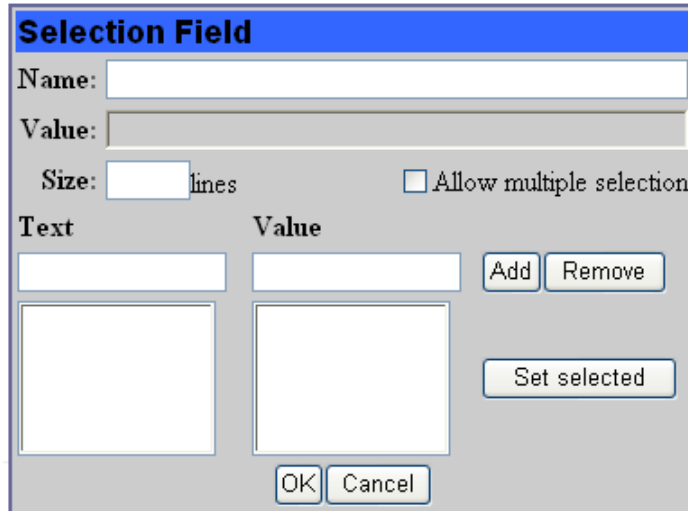 Selection Field
Name:
Value:
Size: lines Allow multiple selection
Text Value
Add Remove
Set selected
OK Cancel